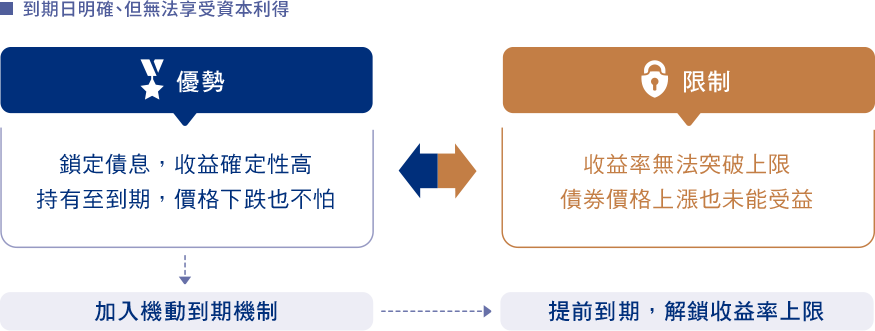 到期日明確、但無法享受資本利得
優勢
鎖定債息，收益確定性高
持有至到期，價格下跌也不怕
限制
收益率無法突破上限
債券價格上漲也未能受益
加入機動到期機制
提前到期，解鎖收益率上限